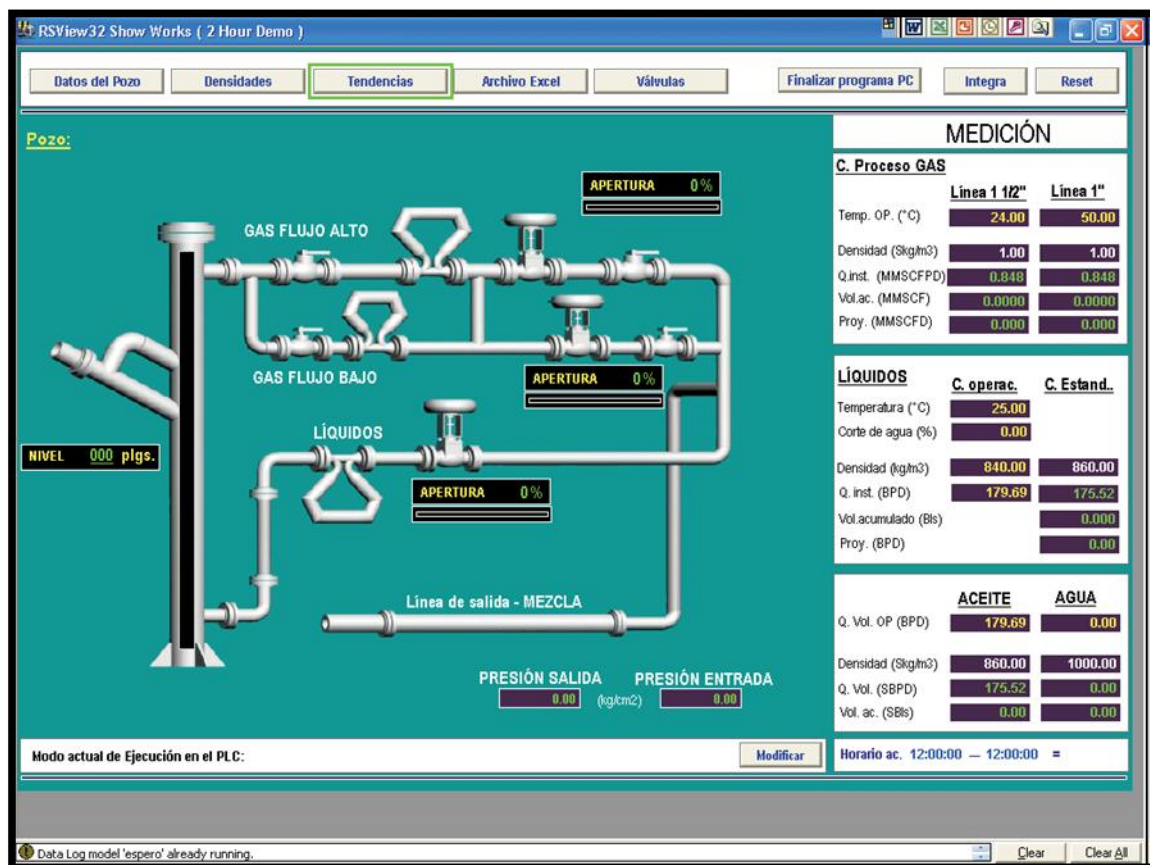 RSView32 Show Works ( 2 Hour Demo )
Datos del Pozo Densidades Tendencias Archivo Excel Válvulas Finalizar programa PC Integra Reset
Pozo:
APERTURA 0%
GAS FLUJO ALTO
GAS FLUJO BAJO
APERTURA 0%
LÍQUIDOS
NIVEL 000 plgs.
APERTURA 0%
Línea de salida - MEZCLA
PRESIÓN SALIDA PRESIÓN ENTRADA
0.00 (kg/cm2) 0.00
MEDICIÓN
C. Proceso GAS
Línea 1 1/2" Línea 1"
Temp. OP. (°C) 24.00 50.00
Densidad (Skg/m3) 1.00 1.00
Q.inst. (MMSCFPD) 0.848 0.848
Vol.ac. (MMSCF) 0.0000 0.0000
Proy. (MMSCFD) 0.000 0.000
LÍQUIDOS C. operac. C. Estand..
Temperatura (°C) 25.00
Corte de agua (%) 0.00
Densidad (kg/m3) 840.00 860.00
Q. inst. (BPD) 179.69 175.52
Vol.acumulado (Bls) 0.000
Proy. (BPD) 0.00
ACEITE AGUA
Q. Vol. OP (BPD) 179.69 0.00
Densidad (Skg/m3) 860.00 1000.00
Q. Vol. (SBPD) 175.52 0.00
Vol. ac. (SBls) 0.00 0.00
Modo actual de Ejecución en el PLC: Modificar
Horario ac. 12:00:00 — 12:00:00 =
Data Log model 'espero' already running. Clear Clear All